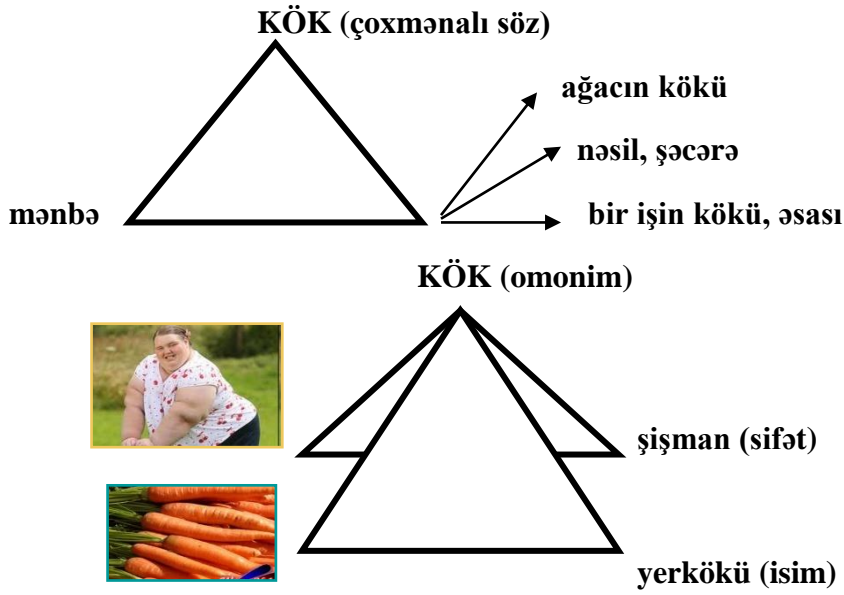 KÖK (çoxmənalı söz)
ağacın kökü
nəsil, şəcərə
mənbə
bir işin kökü, əsası
KÖK (omonim)
şişman (sifət)
yerkökü (isim)